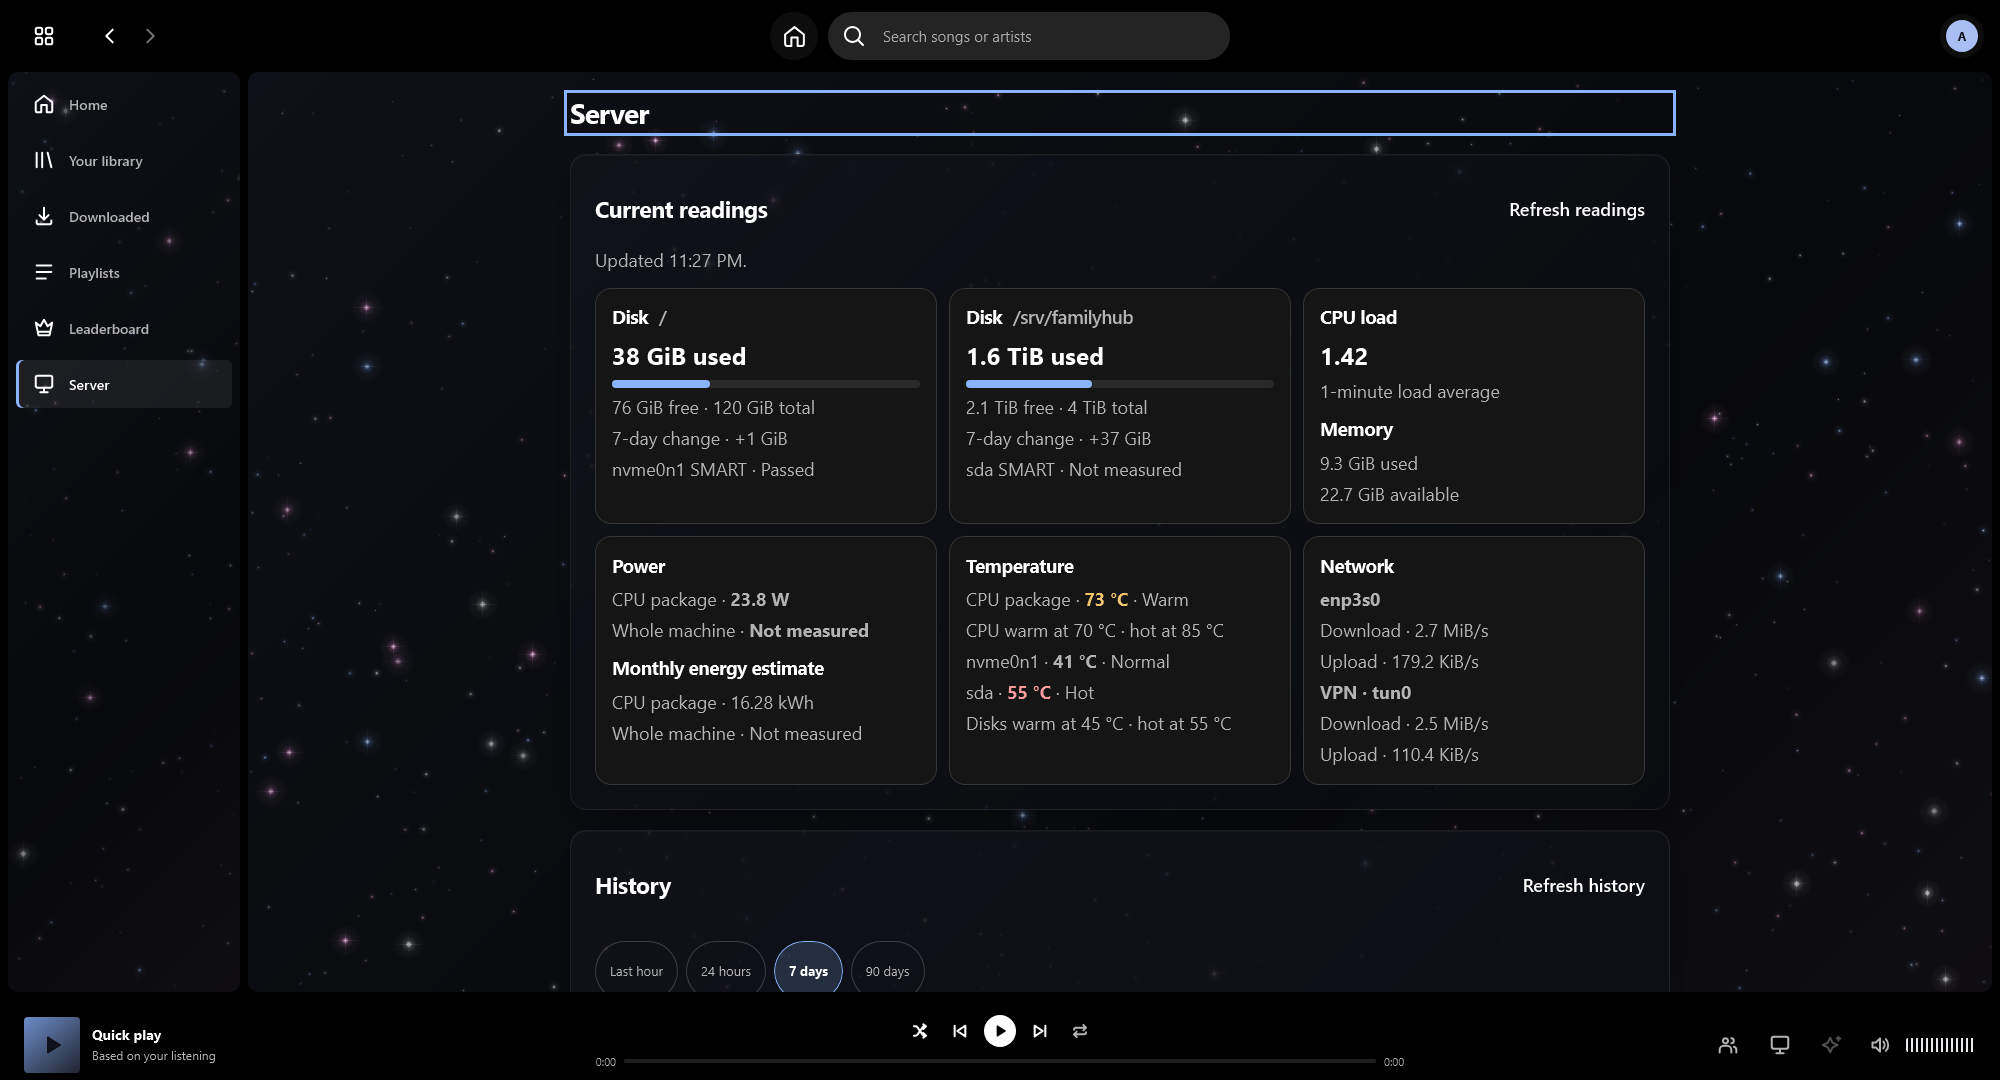 Search songs or artists
A
Home
Your library
Downloaded
Playlists
Leaderboard
Server
Server
Current readings
Refresh readings
Updated 11:27 PM.
Disk /
38 GiB used
76 GiB free · 120 GiB total
7-day change · +1 GiB
nvme0n1 SMART · Passed
Disk /srv/familyhub
1.6 TiB used
2.1 TiB free · 4 TiB total
7-day change · +37 GiB
sda SMART · Not measured
CPU load
1.42
1-minute load average
Memory
9.3 GiB used
22.7 GiB available
Power
CPU package · 23.8 W
Whole machine · Not measured
Monthly energy estimate
CPU package · 16.28 kWh
Whole machine · Not measured
Temperature
CPU package · 73 °C · Warm
CPU warm at 70 °C · hot at 85 °C
nvme0n1 · 41 °C · Normal
sda · 55 °C · Hot
Disks warm at 45 °C · hot at 55 °C
Network
enp3s0
Download · 2.7 MiB/s
Upload · 179.2 KiB/s
VPN · tun0
Download · 2.5 MiB/s
Upload · 110.4 KiB/s
History
Refresh history
Last hour
24 hours
7 days
90 days
Quick play
Based on your listening
0:00
0:00